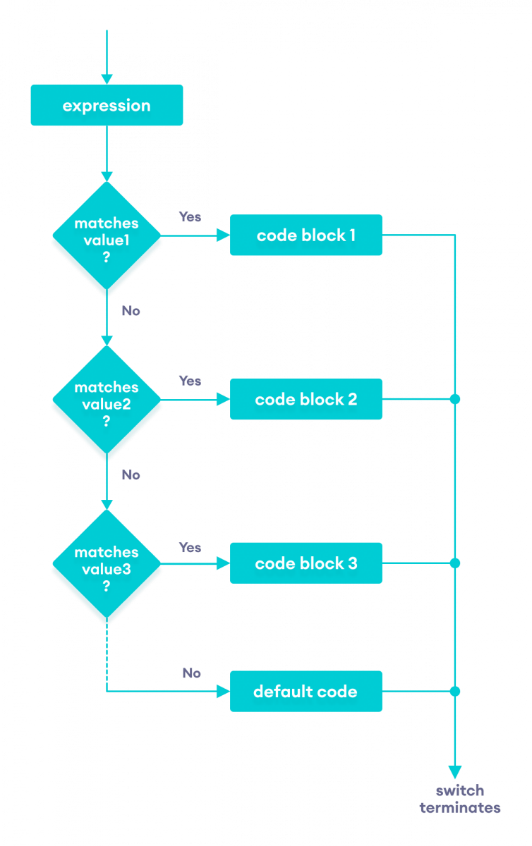 expression
matches
value1
?
Yes
code block 1
No
matches
value2
?
Yes
code block 2
No
matches
value3
?
Yes
code block 3
No
default code
switch
terminates